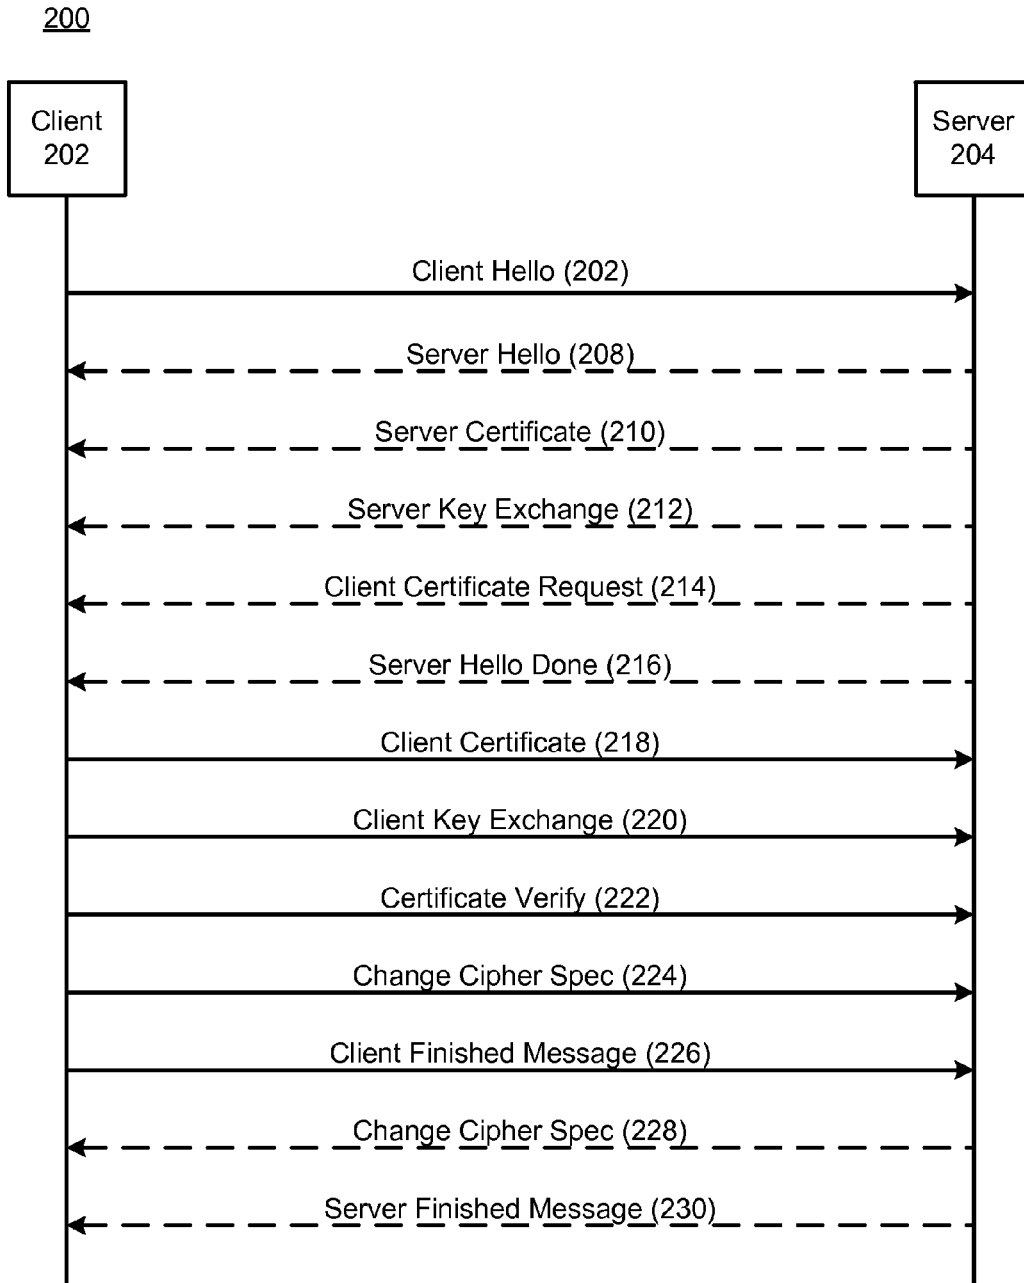 200
Client
202
Server
204
Client Hello (202)
Server Hello (208)
Server Certificate (210)
Server Key Exchange (212)
Client Certificate Request (214)
Server Hello Done (216)
Client Certificate (218)
Client Key Exchange (220)
Certificate Verify (222)
Change Cipher Spec (224)
Client Finished Message (226)
Change Cipher Spec (228)
Server Finished Message (230)